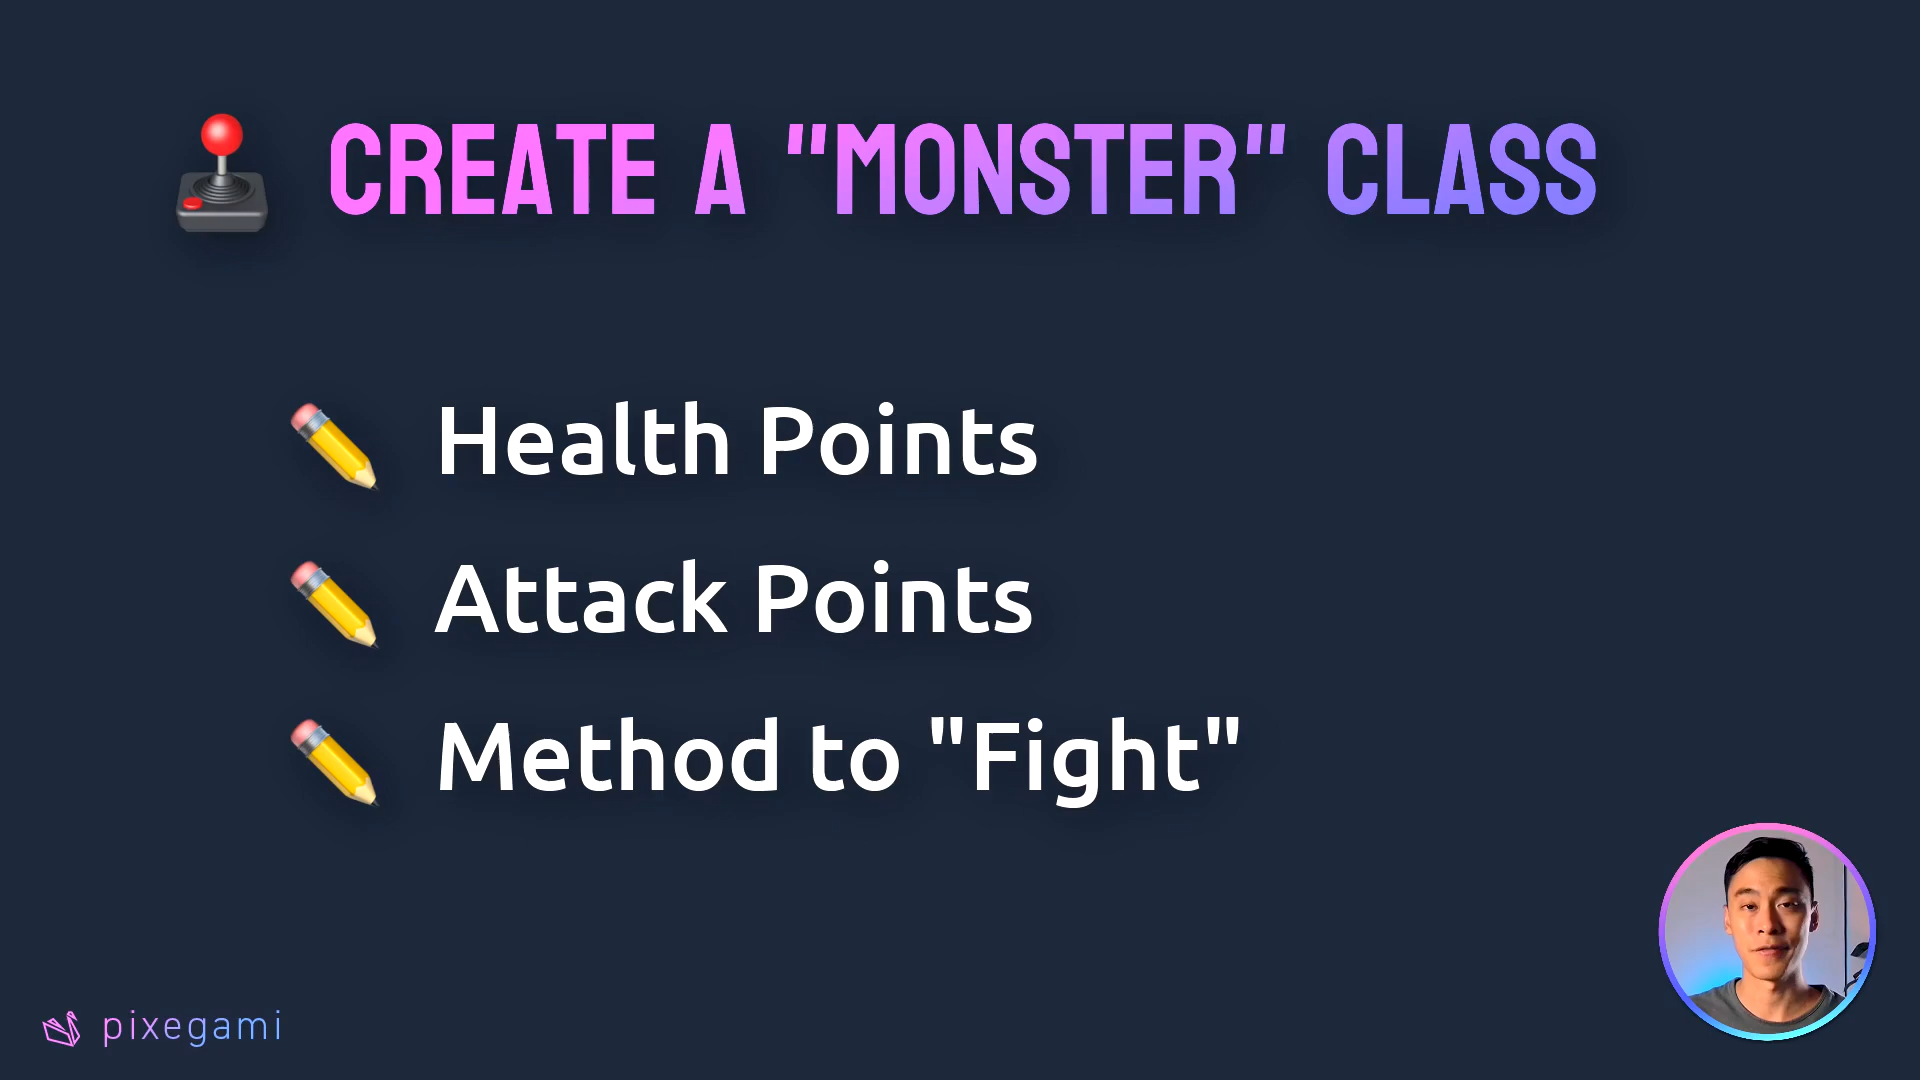 CREATE A "MONSTER" CLASS
Health Points
Attack Points
Method to "Fight"
pixegami